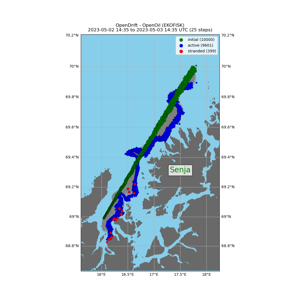 OpenDrift - OpenOil (EKOFISK)
2023-05-02 14:35 to 2023-05-03 14:35 UTC (25 steps)
70.2°N 70.2°N
initial (10000)
active (9601)
stranded (399)
70°N 70°N
69.8°N 69.8°N
69.6°N 69.6°N
69.4°N 69.4°N
Senja
69.2°N 69.2°N
69°N 69°N
68.8°N 68.8°N
16°E 16.5°E 17°E 17.5°E 18°E